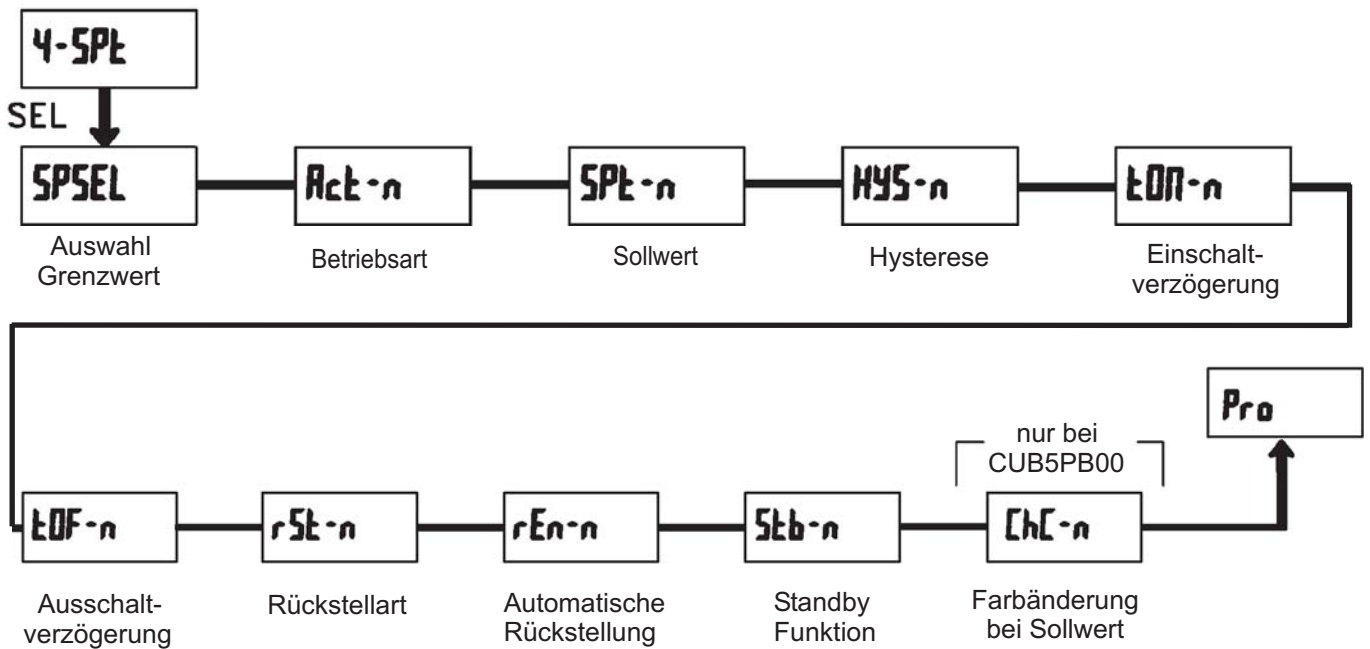 4-SPt
SEL
SPSEL
Act-n
SPt-n
HYS-n
tON-n
Auswahl
Grenzwert
Betriebsart
Sollwert
Hysterese
Einschalt-
verzögerung
Pro
nur bei
CUB5PB00
tOF-n
rSt-n
rEn-n
Stb-n
ChC-n
Ausschalt-
verzögerung
Rückstellart
Automatische
Rückstellung
Standby
Funktion
Farbänderung
bei Sollwert